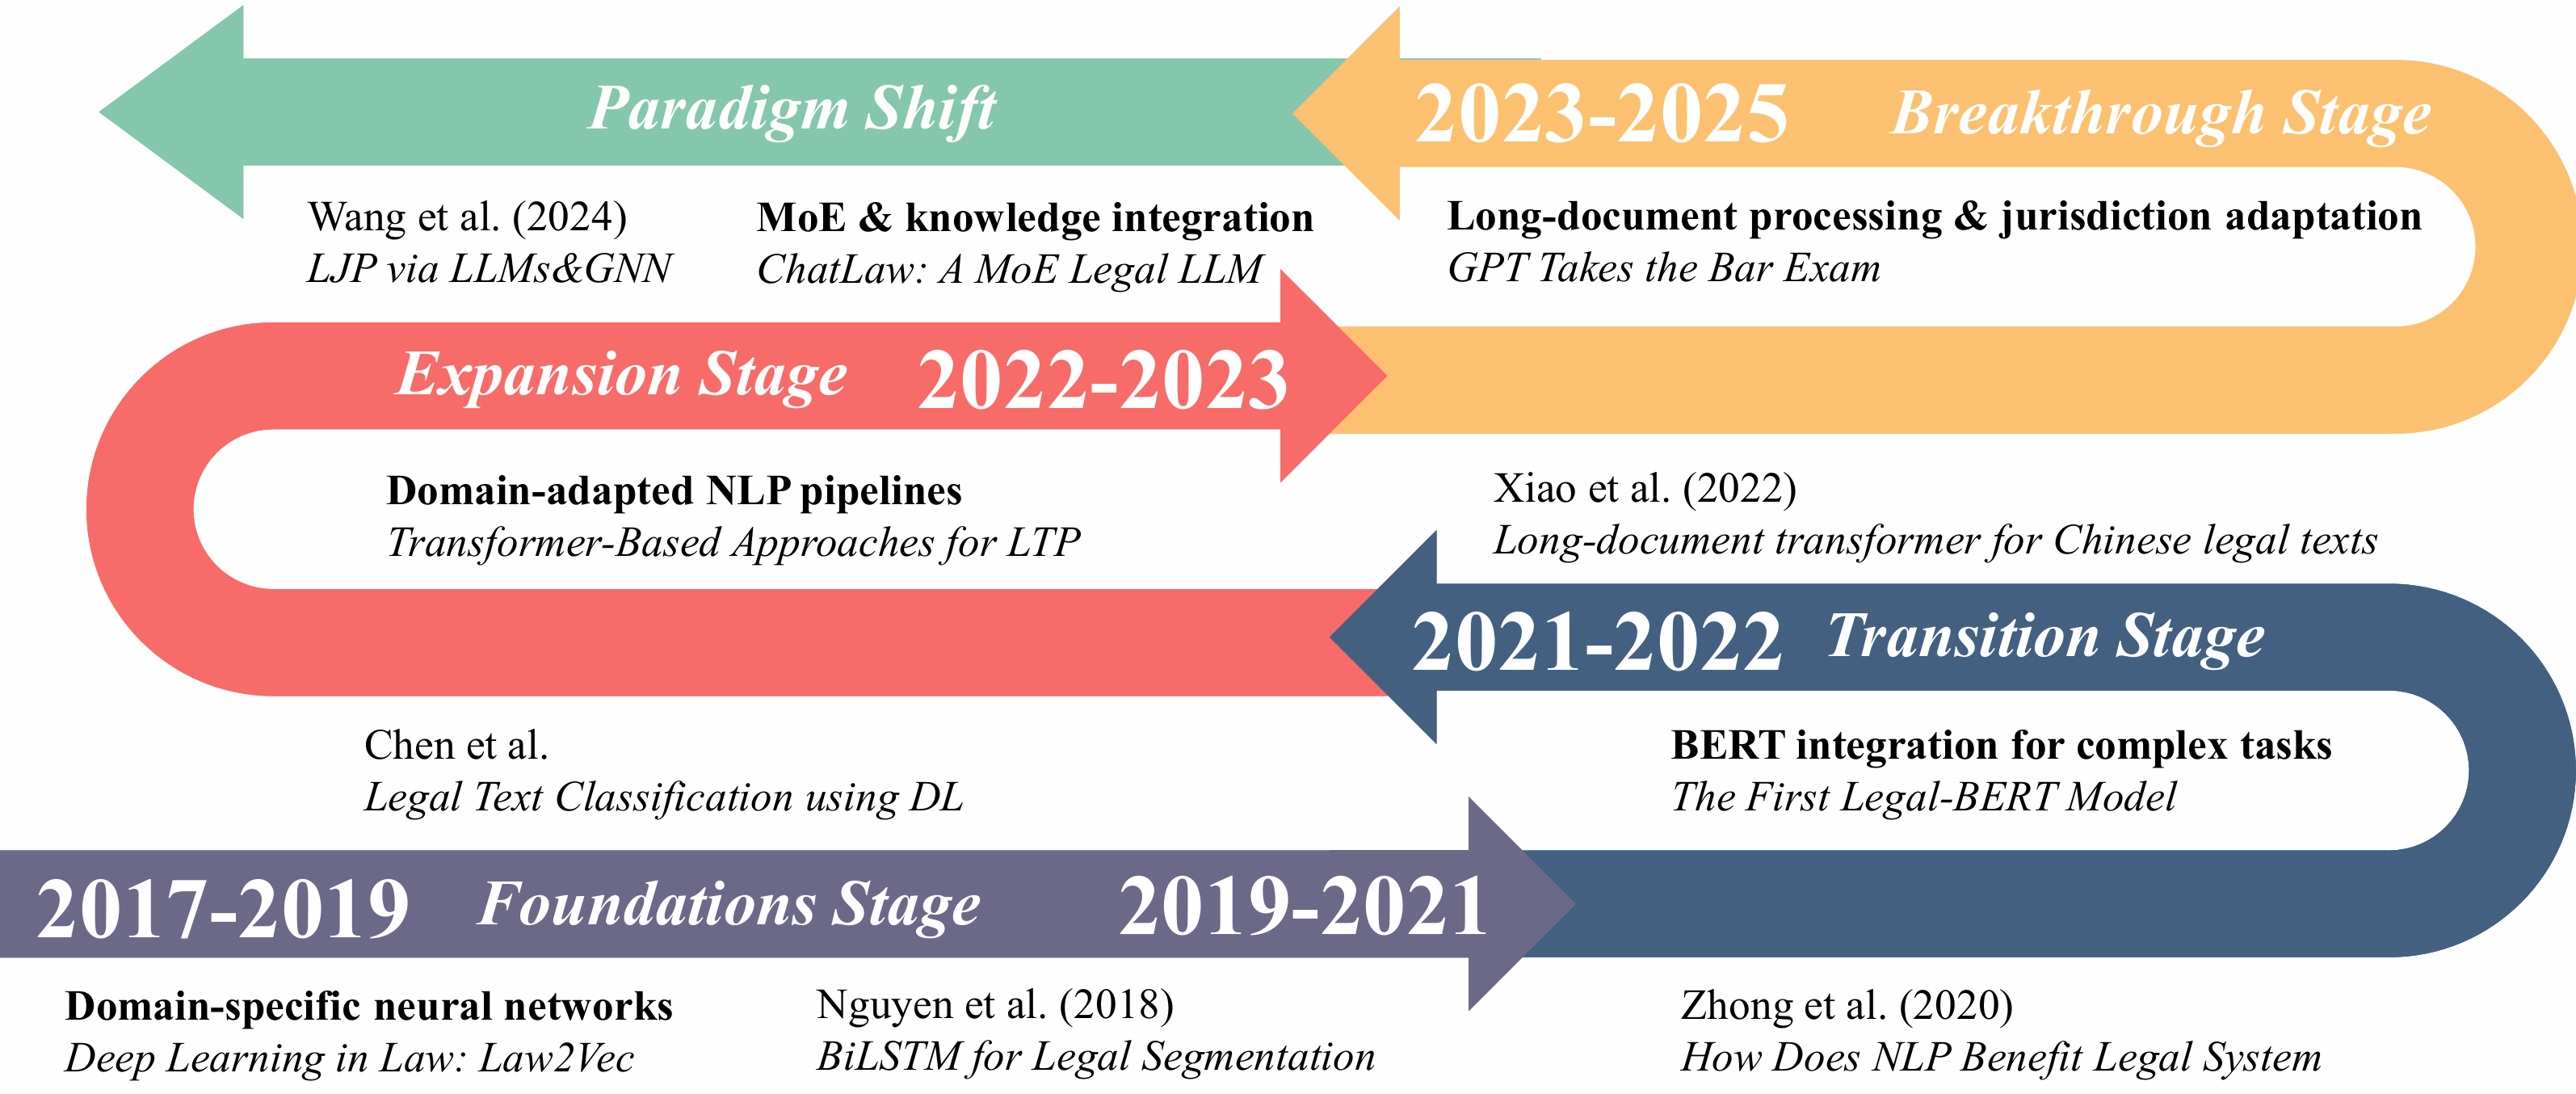 Paradigm Shift
2023-2025 Breakthrough Stage
Wang et al. (2024)
LJP via LLMs&GNN
MoE & knowledge integration
ChatLaw: A MoE Legal LLM
Long-document processing & jurisdiction adaptation
GPT Takes the Bar Exam
Expansion Stage 2022-2023
Domain-adapted NLP pipelines
Transformer-Based Approaches for LTP
Xiao et al. (2022)
Long-document transformer for Chinese legal texts
2021-2022 Transition Stage
Chen et al.
Legal Text Classification using DL
BERT integration for complex tasks
The First Legal-BERT Model
2017-2019 Foundations Stage 2019-2021
Domain-specific neural networks
Deep Learning in Law: Law2Vec
Nguyen et al. (2018)
BiLSTM for Legal Segmentation
Zhong et al. (2020)
How Does NLP Benefit Legal System